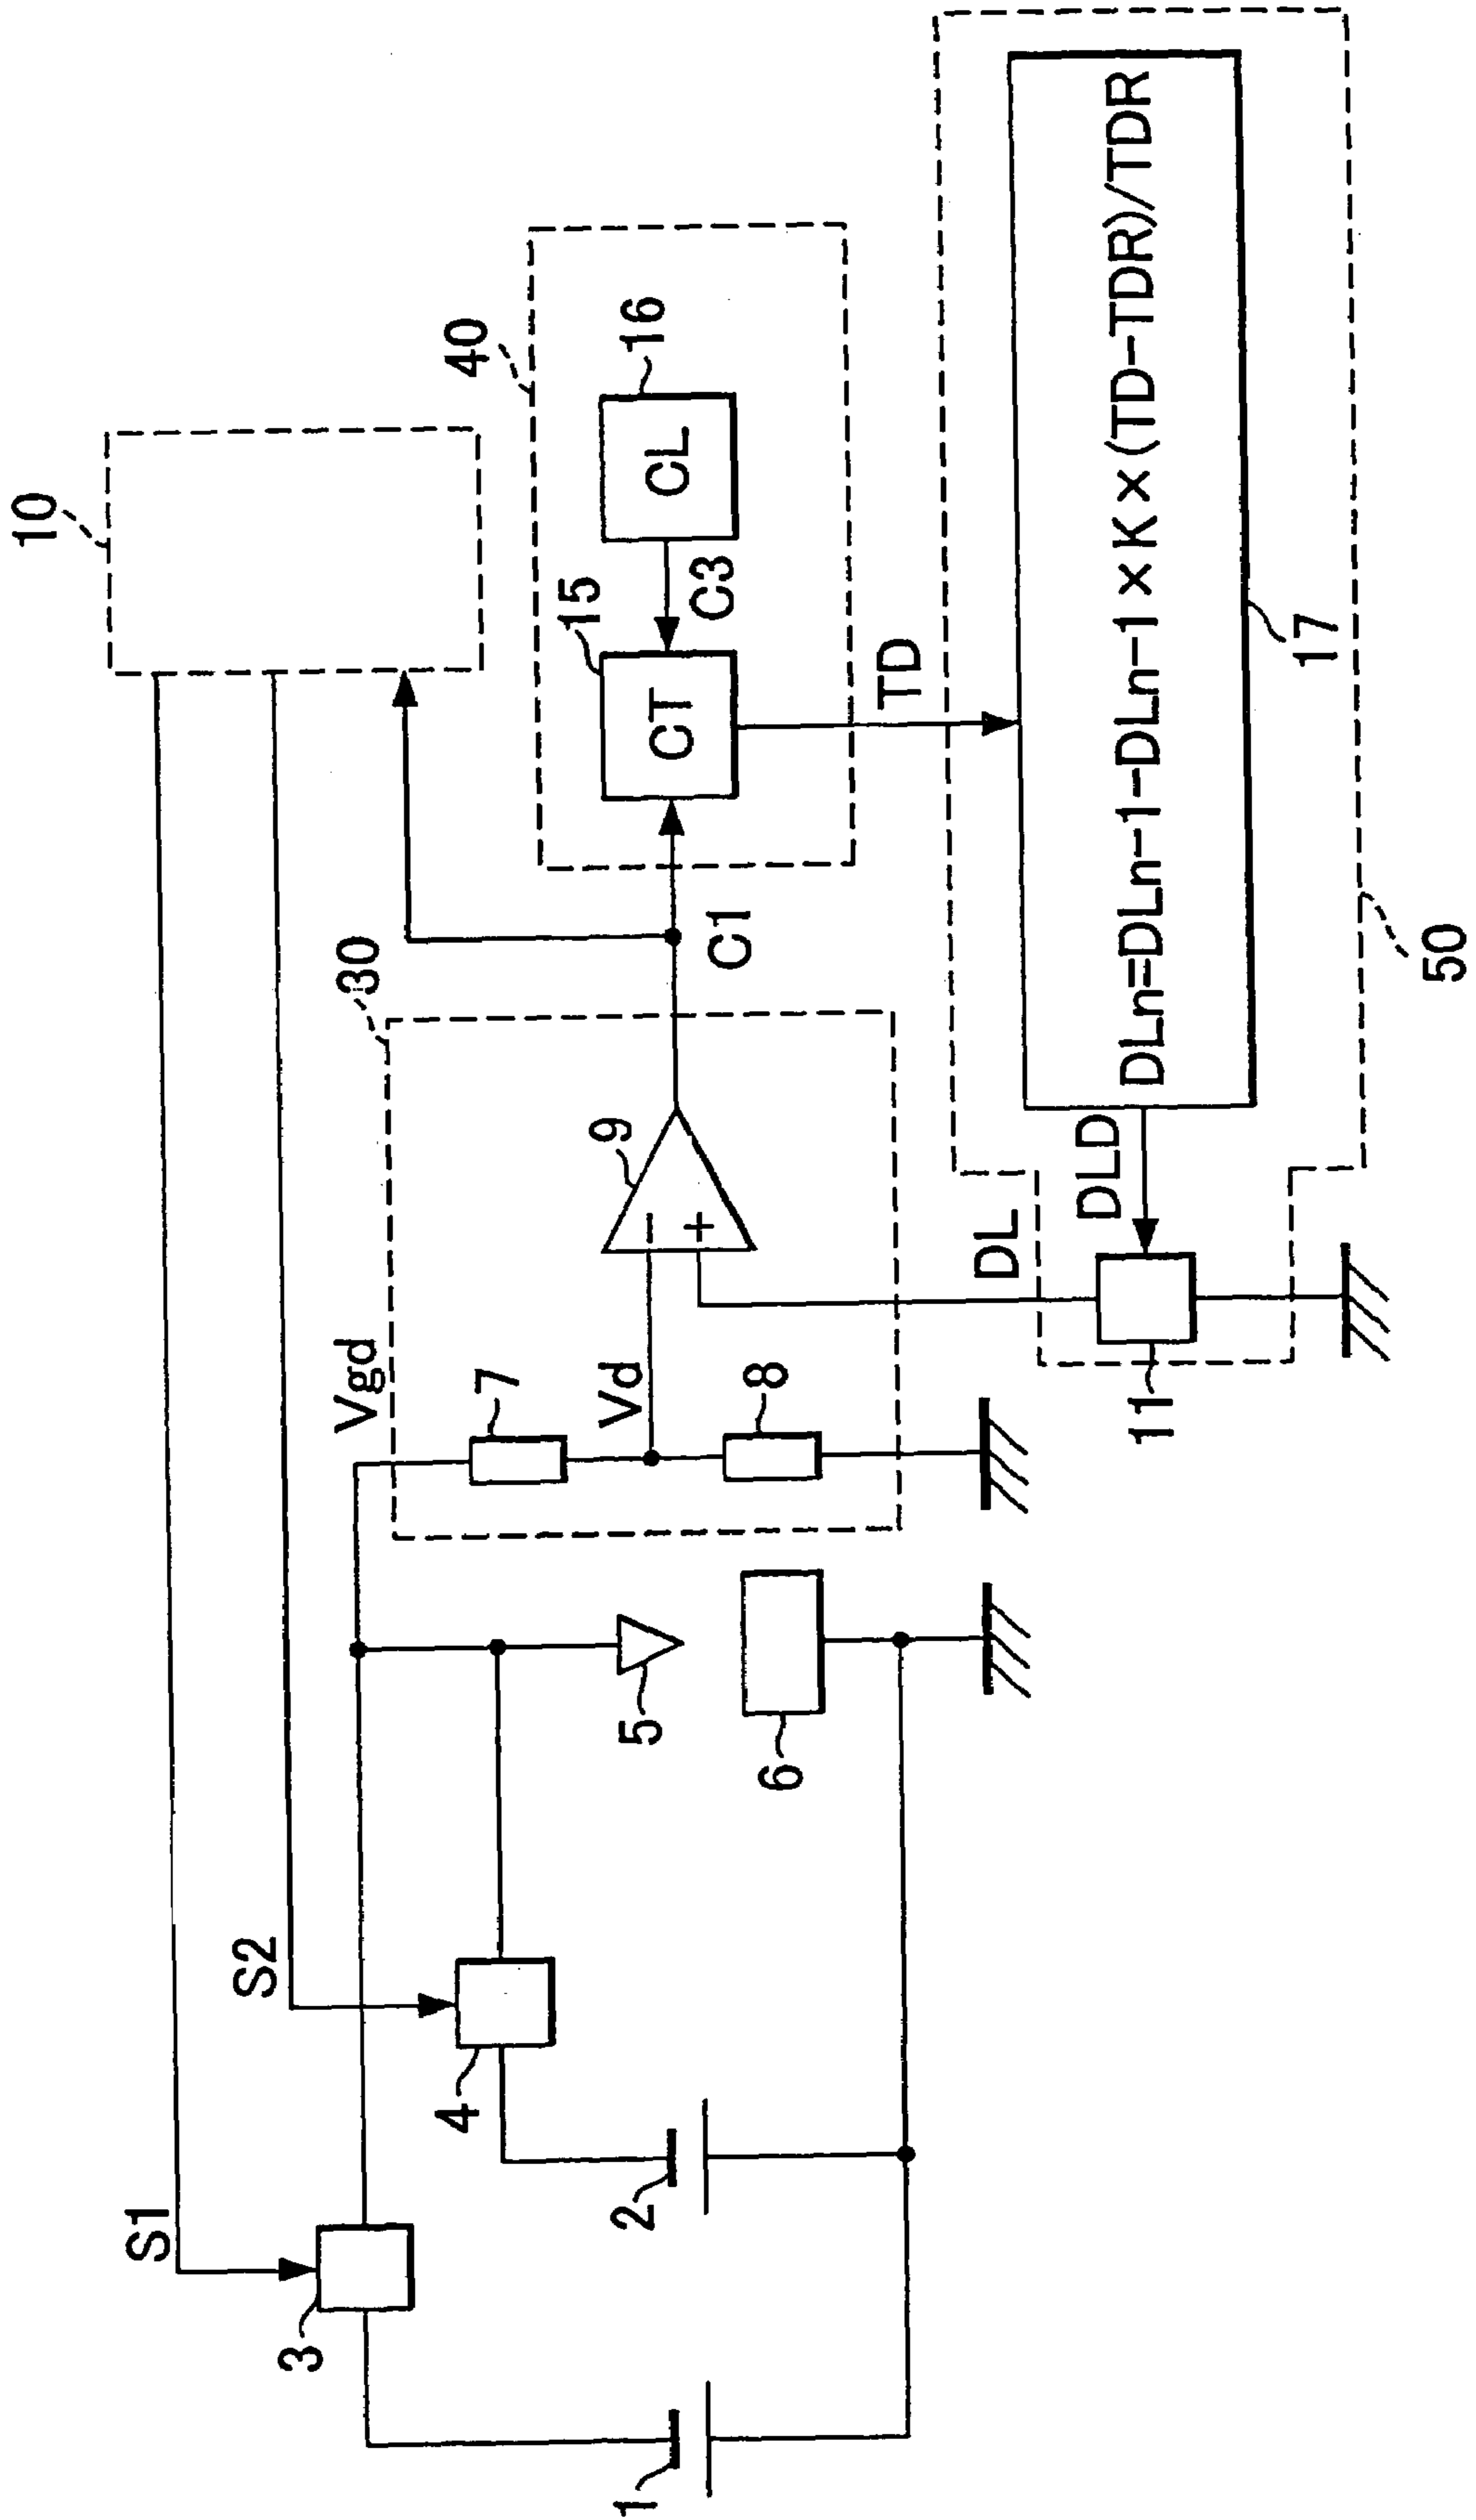 10
S1
S2
3
4
1
2
5
6
Vgd
30
7
Vd
8
9
C1
40
15
CT
C3
CL
16
TD
DL
DLD
11
DLn=DLn-1-DLn-1×K×(TD-TDR)/TDR
17
50